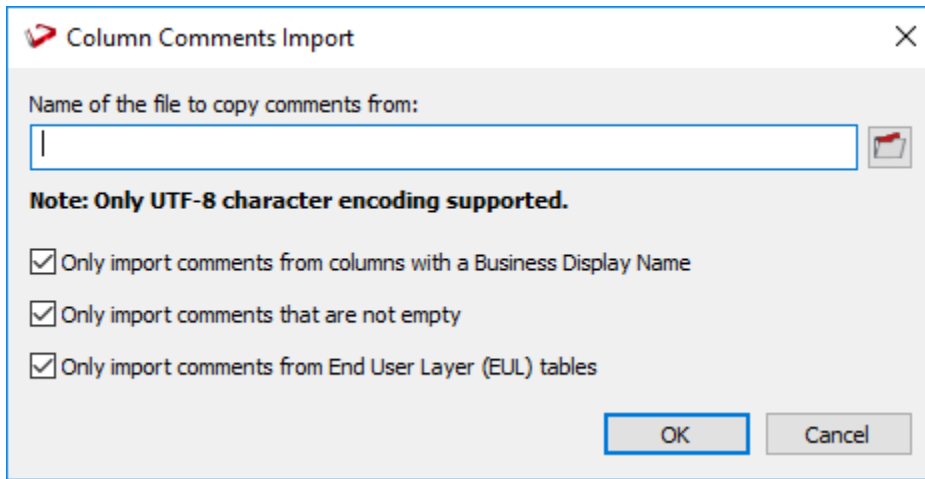 Column Comments Import
Name of the file to copy comments from:
Note: Only UTF-8 character encoding supported.
Only import comments from columns with a Business Display Name
Only import comments that are not empty
Only import comments from End User Layer (EUL) tables
OK Cancel